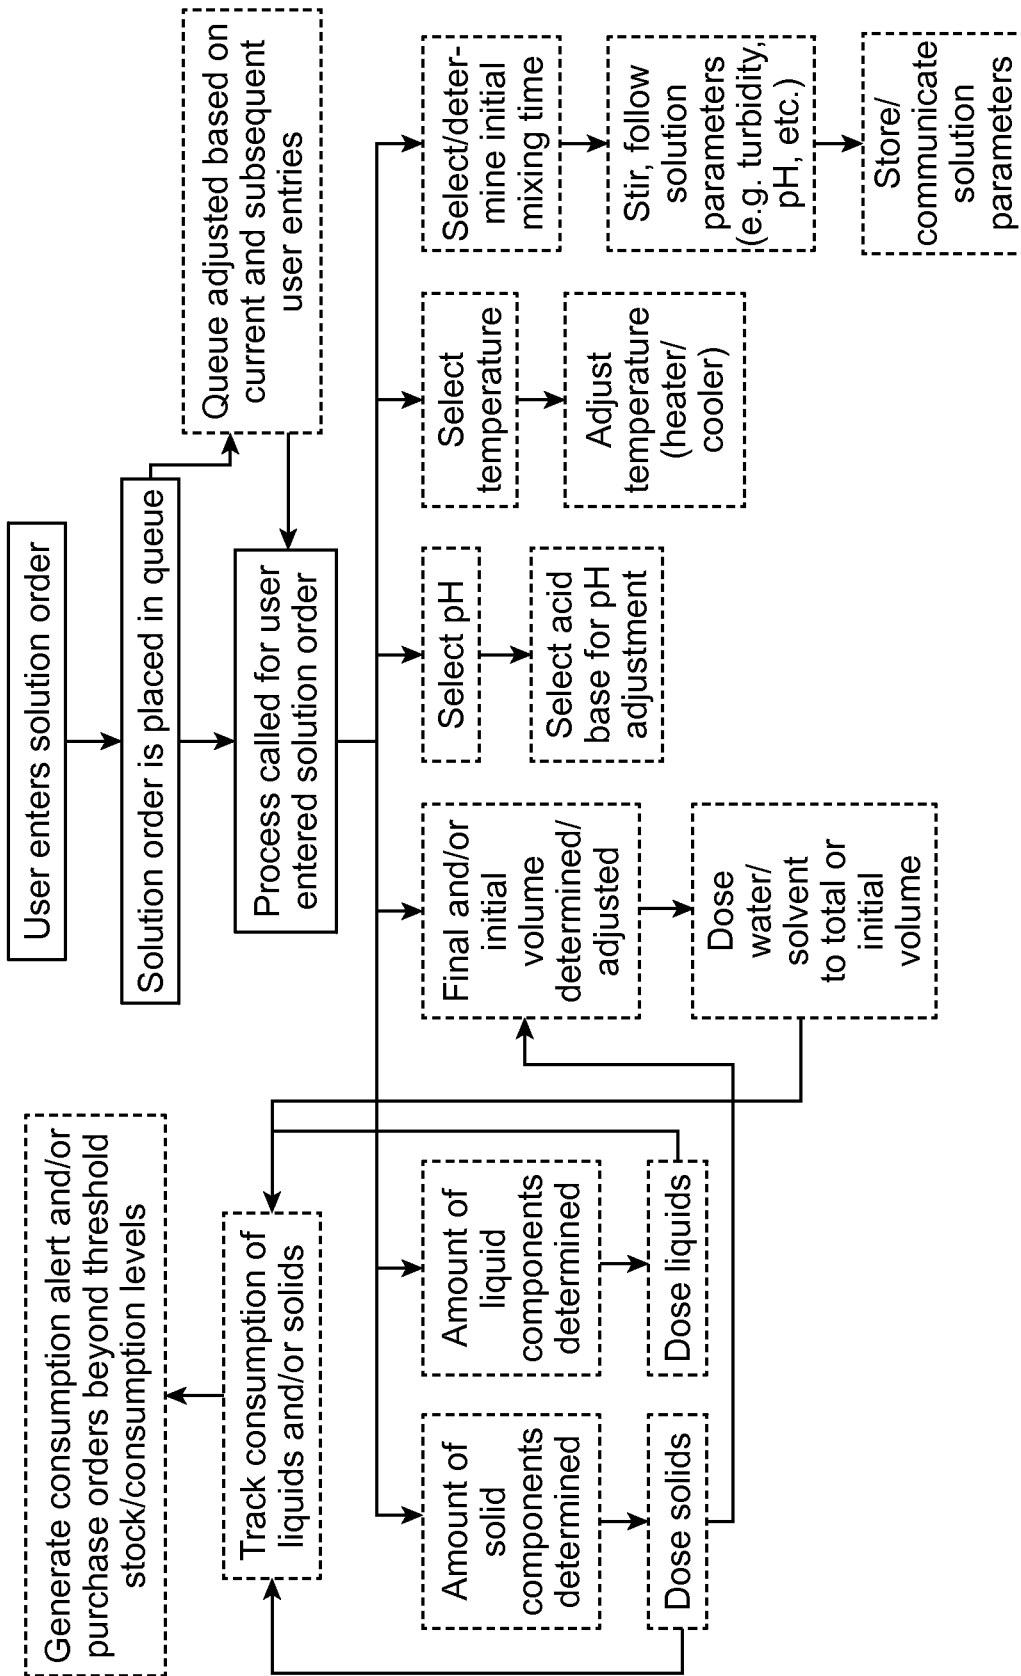 User enters solution order
Solution order is placed in queue
Queue adjusted based on
current and subsequent
user entries
Process called for user
entered solution order
Generate consumption alert and/or
purchase orders beyond threshold
stock/consumption levels
Track consumption of
liquids and/or solids
Amount of
solid
components
determined
Dose solids
Amount of
liquid
components
determined
Dose liquids
Final and/or
initial
volume
determined/
adjusted
Dose
water/
solvent
to total or
initial
volume
Select pH
Select acid
base for pH
adjustment
Select
temperature
Adjust
temperature
(heater/
cooler)
Select/deter-
mine initial
mixing time
Stir, follow
solution
parameters
(e.g. turbidity,
pH, etc.)
Store/
communicate
solution
parameters